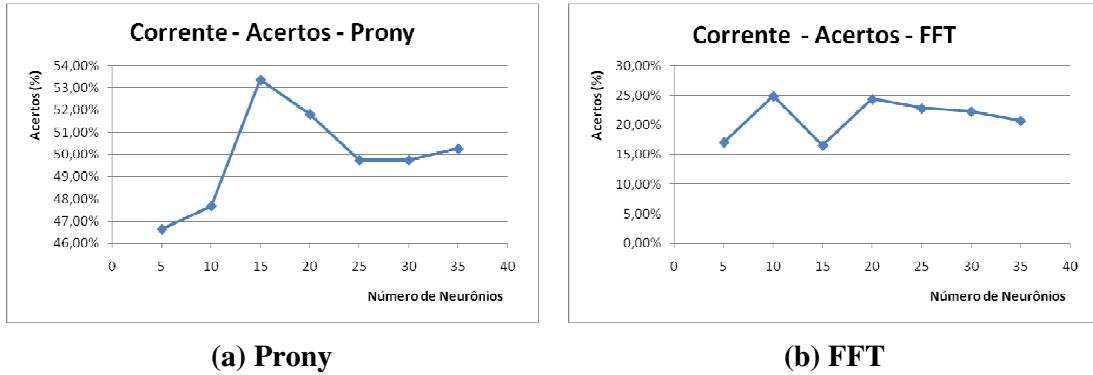 Corrente - Acertos - Prony
Acertos (%)
54,00%
53,00%
52,00%
51,00%
50,00%
49,00%
48,00%
47,00%
46,00%
0 5 10 15 20 25 30 35 40
Número de Neurônios
(a) Prony
Corrente - Acertos - FFT
Acertos (%)
30,00%
25,00%
20,00%
15,00%
10,00%
5,00%
0,00%
0 5 10 15 20 25 30 35 40
Número de Neurônios
(b) FFT